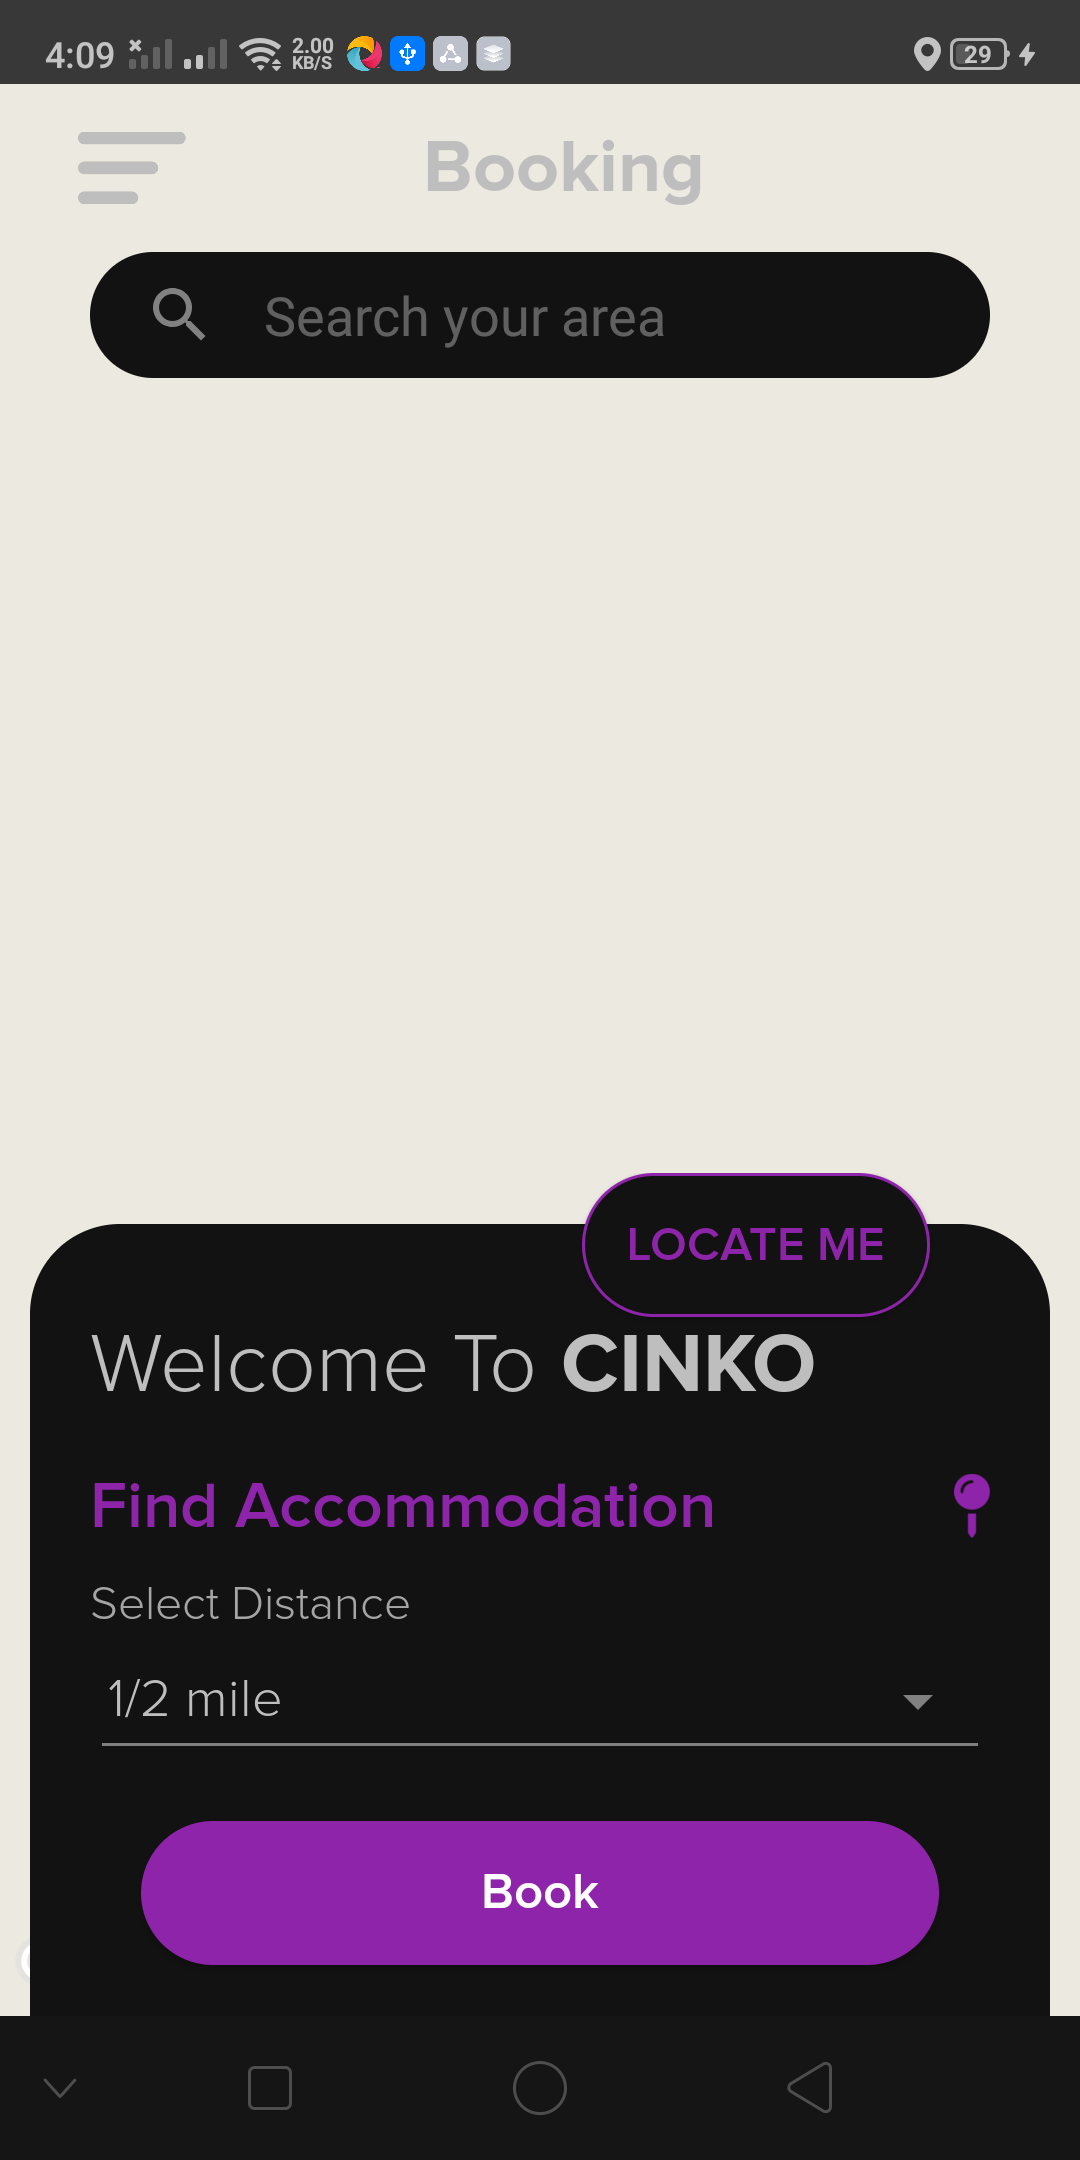 4:09 2.00 KB/S 29
Booking
Search your area
LOCATE ME
Welcome To CINKO
Find Accommodation
Select Distance
1/2 mile
Book